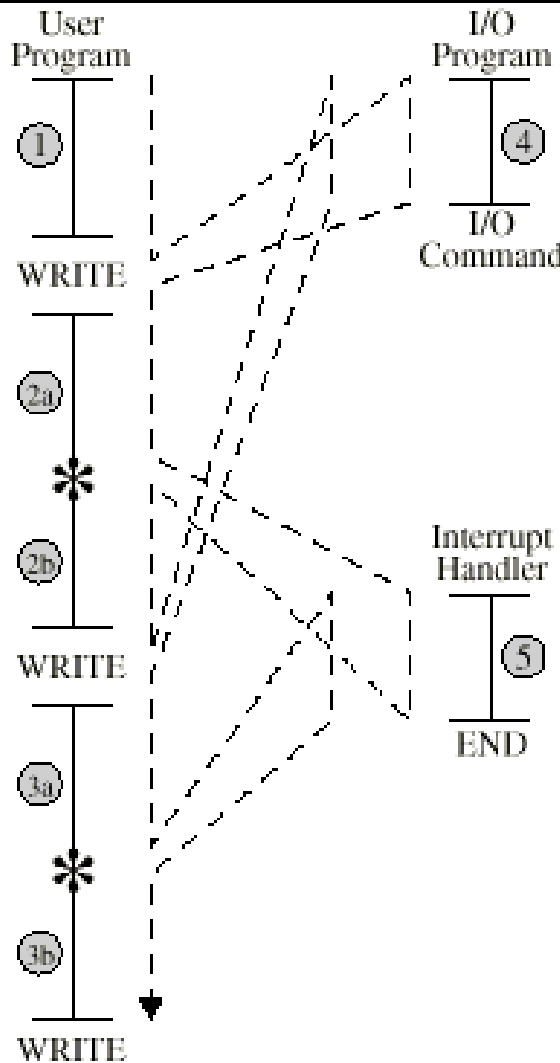 User
Program
1
WRITE
2a
*
2b
WRITE
3a
*
3b
WRITE
I/O
Program
4
I/O
Command
Interrupt
Handler
5
END